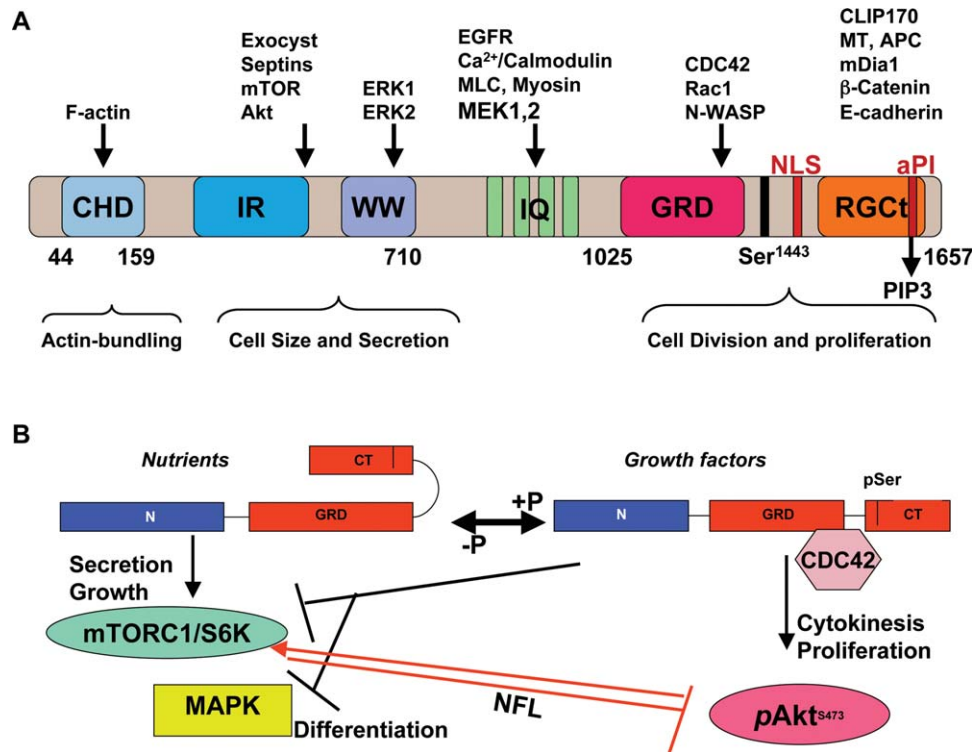 A
F-actin
Exocyst
Septins
mTOR
Akt
ERK1
ERK2
EGFR
Ca²⁺/Calmodulin
MLC, Myosin
MEK1,2
CDC42
Rac1
N-WASP
CLIP170
MT, APC
mDia1
β-Catenin
E-cadherin
NLS
aPI
CHD
IR
WW
IQ
GRD
RGCt
44
159
710
1025
Ser¹⁴⁴³
1657
PIP3
Actin-bundling
Cell Size and Secretion
Cell Division and proliferation
B
Nutrients
CT
N
GRD
Secretion
Growth
mTORC1/S6K
MAPK
Differentiation
+P
-P
NFL
Growth factors
pSer
N
GRD
CT
CDC42
Cytokinesis
Proliferation
pAktS473